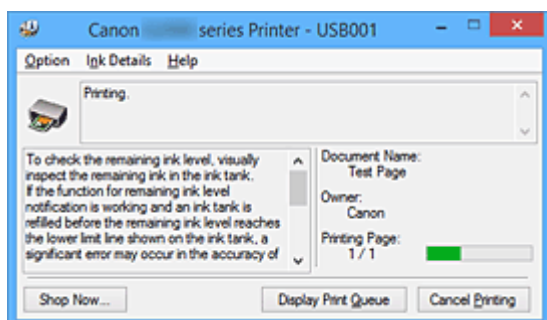 Canon series Printer - USB001
Option Ink Details Help
Printing.
To check the remaining ink level, visually
inspect the remaining ink in the ink tank.
If the function for remaining ink level
notification is working and an ink tank is
refilled before the remaining ink level reaches
the lower limit line shown on the ink tank, a
significant error may occur in the accuracy of
Document Name:
Test Page
Owner:
Canon
Printing Page:
1 / 1
Shop Now... Display Print Queue Cancel Printing